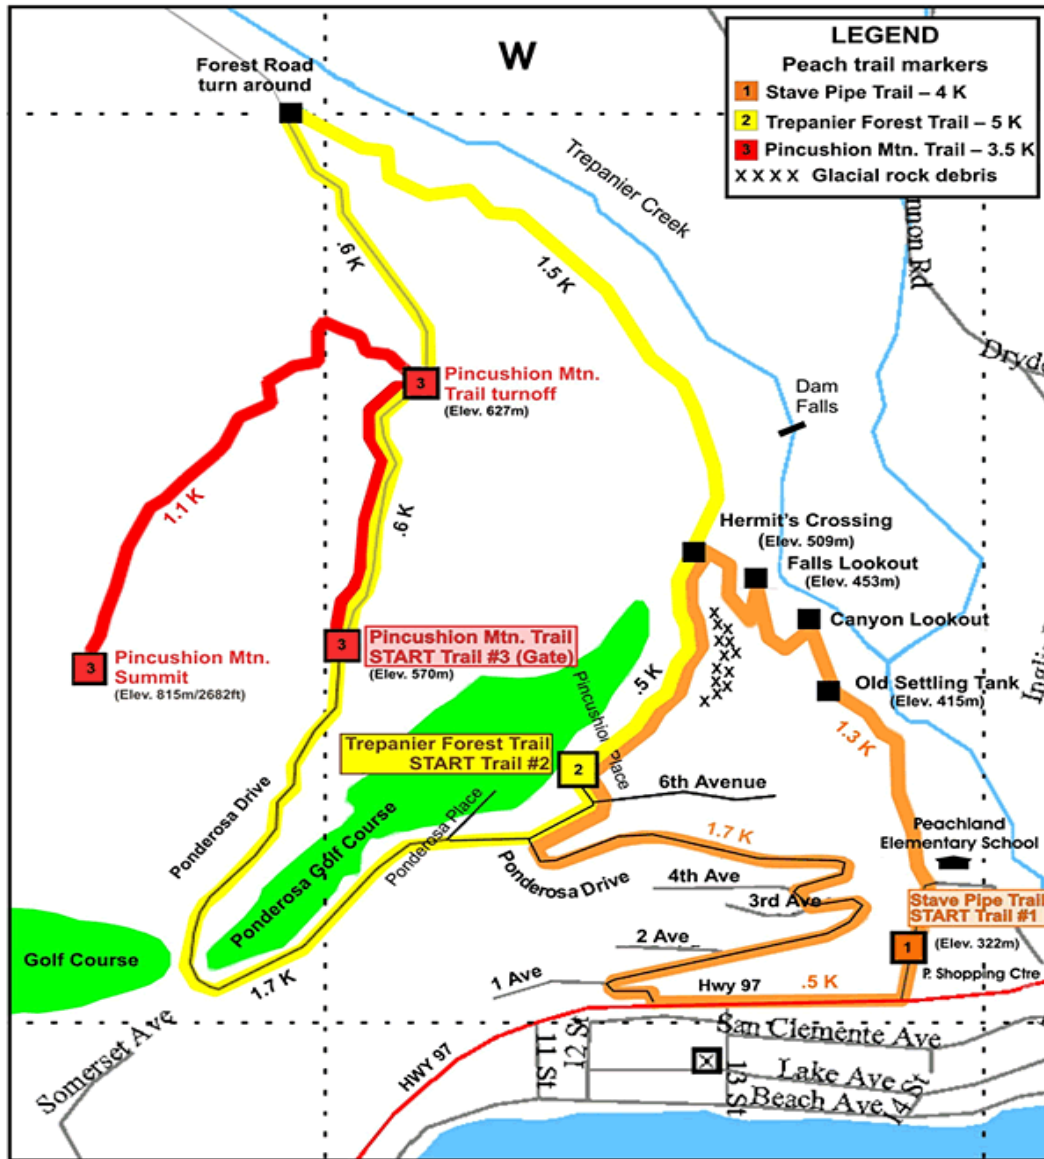 W
LEGEND
Peach trail markers
1 Stave Pipe Trail – 4 K
2 Trepanier Forest Trail – 5 K
3 Pincushion Mtn. Trail – 3.5 K
X X X X Glacial rock debris
Forest Road
turn around
Trepanier Creek
.6 K
1.5 K
Dam
Falls
3
Pincushion Mtn.
Trail turnoff
(Elev. 627m)
1.1 K
.6 K
Hermit's Crossing
(Elev. 509m)
Falls Lookout
(Elev. 453m)
Canyon Lookout
Old Settling Tank
(Elev. 415m)
1.3 K
3
Pincushion Mtn.
Summit
(Elev. 815m/2682ft)
3
Pincushion Mtn. Trail
START Trail #3 (Gate)
(Elev. 570m)
.5 K
Trepanier Forest Trail
START Trail #2
2
Place
6th Avenue
Ponderosa Drive
Ponderosa Golf Course
Ponderosa Place
Ponderosa Drive
1.7 K
4th Ave
3rd Ave
2 Ave
1 Ave
Peachland
Elementary School
Stave Pipe Trail
START Trail #1
1
(Elev. 322m)
P. Shopping Ctre
Hwy 97
.5 K
Golf Course
1.7 K
Somerset Ave
HWY 97
11 St
12 St
13 St
14 St
San Clemente Ave
Lake Ave
Beach Ave